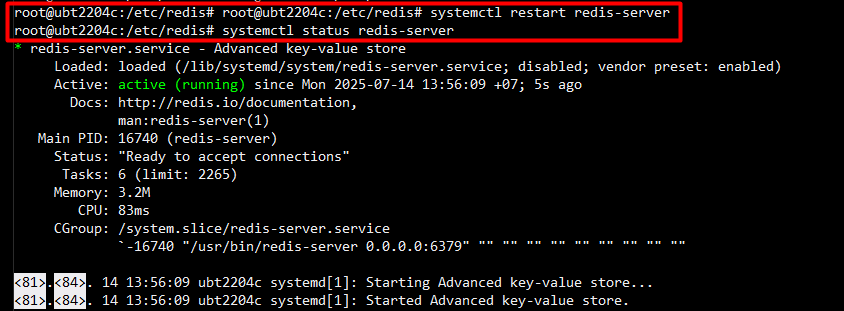 root@ubt2204c:/etc/redis# root@ubt2204c:/etc/redis# systemctl restart redis-server
root@ubt2204c:/etc/redis# systemctl status redis-server
* redis-server.service - Advanced key-value store
Loaded: loaded (/lib/systemd/system/redis-server.service; disabled; vendor preset: enabled)
Active: active (running) since Mon 2025-07-14 13:56:09 +07; 5s ago
Docs: http://redis.io/documentation,
man:redis-server(1)
Main PID: 16740 (redis-server)
Status: "Ready to accept connections"
Tasks: 6 (limit: 2265)
Memory: 3.2M
CPU: 83ms
CGroup: /system.slice/redis-server.service
`-16740 "/usr/bin/redis-server 0.0.0.0:6379" "" "" "" "" "" "" "" ""
<81>.<84>. 14 13:56:09 ubt2204c systemd[1]: Starting Advanced key-value store...
<81>.<84>. 14 13:56:09 ubt2204c systemd[1]: Started Advanced key-value store.